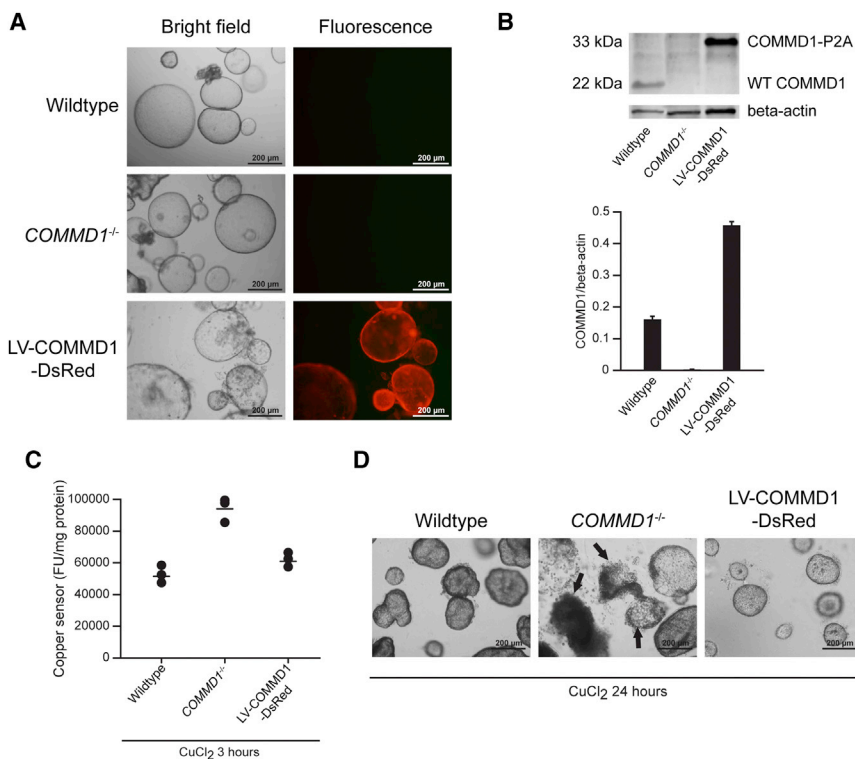 A
Bright field
Fluorescence
Wildtype
200 µm
200 µm
COMMD1-/-
200 µm
200 µm
LV-COMMD1
-DsRed
200 µm
200 µm
B
33 kDa
COMMD1-P2A
22 kDa
WT COMMD1
beta-actin
Wildtype
COMMD1-/-
LV-COMMD1
-DsRed
COMMD1/beta-actin
0.5
0.4
0.3
0.2
0.1
0
Wildtype
COMMD1-/-
LV-COMMD1
-DsRed
C
Copper sensor (FU/mg protein)
100000
80000
60000
40000
20000
0
Wildtype
COMMD1-/-
LV-COMMD1
-DsRed
CuCl2 3 hours
D
Wildtype
COMMD1-/-
LV-COMMD1
-DsRed
200 µm
200 µm
200 µm
CuCl2 24 hours